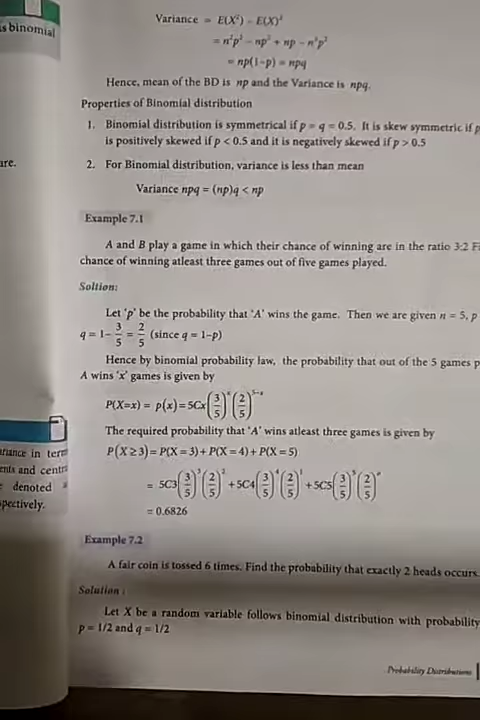 is binomial
are.
ariance in term
ents and centra
e denoted a
spectively.
Variance = E(X²) – E(X)²
= n²p² – np² + np – n²p²
= np(1–p) = npq
Hence, mean of the BD is np and the Variance is npq.
Properties of Binomial distribution
1. Binomial distribution is symmetrical if p = q = 0.5. It is skew symmetric if p
is positively skewed if p < 0.5 and it is negatively skewed if p > 0.5
2. For Binomial distribution, variance is less than mean
Variance npq = (np)q < np
Example 7.1
A and B play a game in which their chance of winning are in the ratio 3:2 Fi
chance of winning atleast three games out of five games played.
Soltion:
Let 'p' be the probability that 'A' wins the game. Then we are given n = 5, p
q = 1– 3/5 = 2/5 (since q = 1–p)
Hence by binomial probability law, the probability that out of the 5 games p
A wins 'x' games is given by
P(X=x) = p(x) = 5Cx(3/5)ˣ(2/5)⁵⁻ˣ
The required probability that 'A' wins atleast three games is given by
P(X ≥ 3) = P(X = 3) + P(X = 4) + P(X = 5)
= 5C3(3/5)³(2/5)² + 5C4(3/5)⁴(2/5)¹ + 5C5(3/5)⁵(2/5)⁰
= 0.6826
Example 7.2
A fair coin is tossed 6 times. Find the probability that exactly 2 heads occurs.
Solution :
Let X be a random variable follows binomial distribution with probability
p = 1/2 and q = 1/2
Probability Distributions